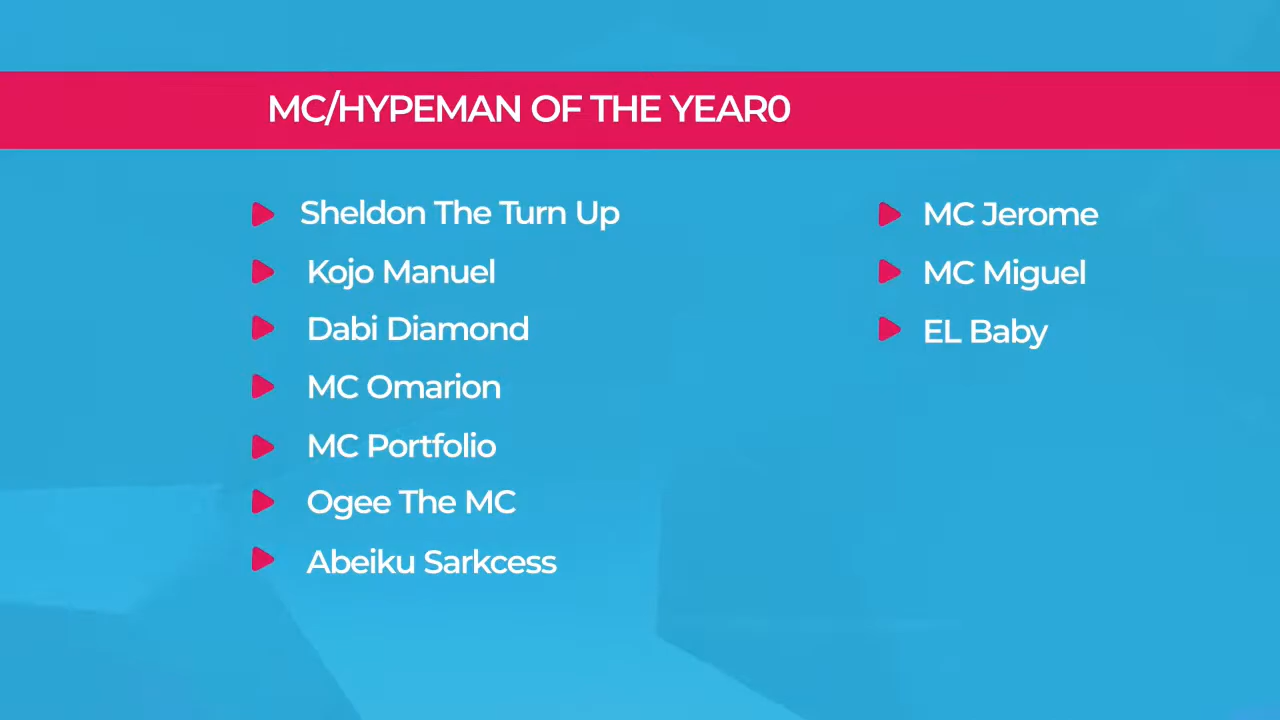 MC/HYPEMAN OF THE YEAR0
Sheldon The Turn Up
Kojo Manuel
Dabi Diamond
MC Omarion
MC Portfolio
Ogee The MC
Abeiku Sarkcess
MC Jerome
MC Miguel
EL Baby